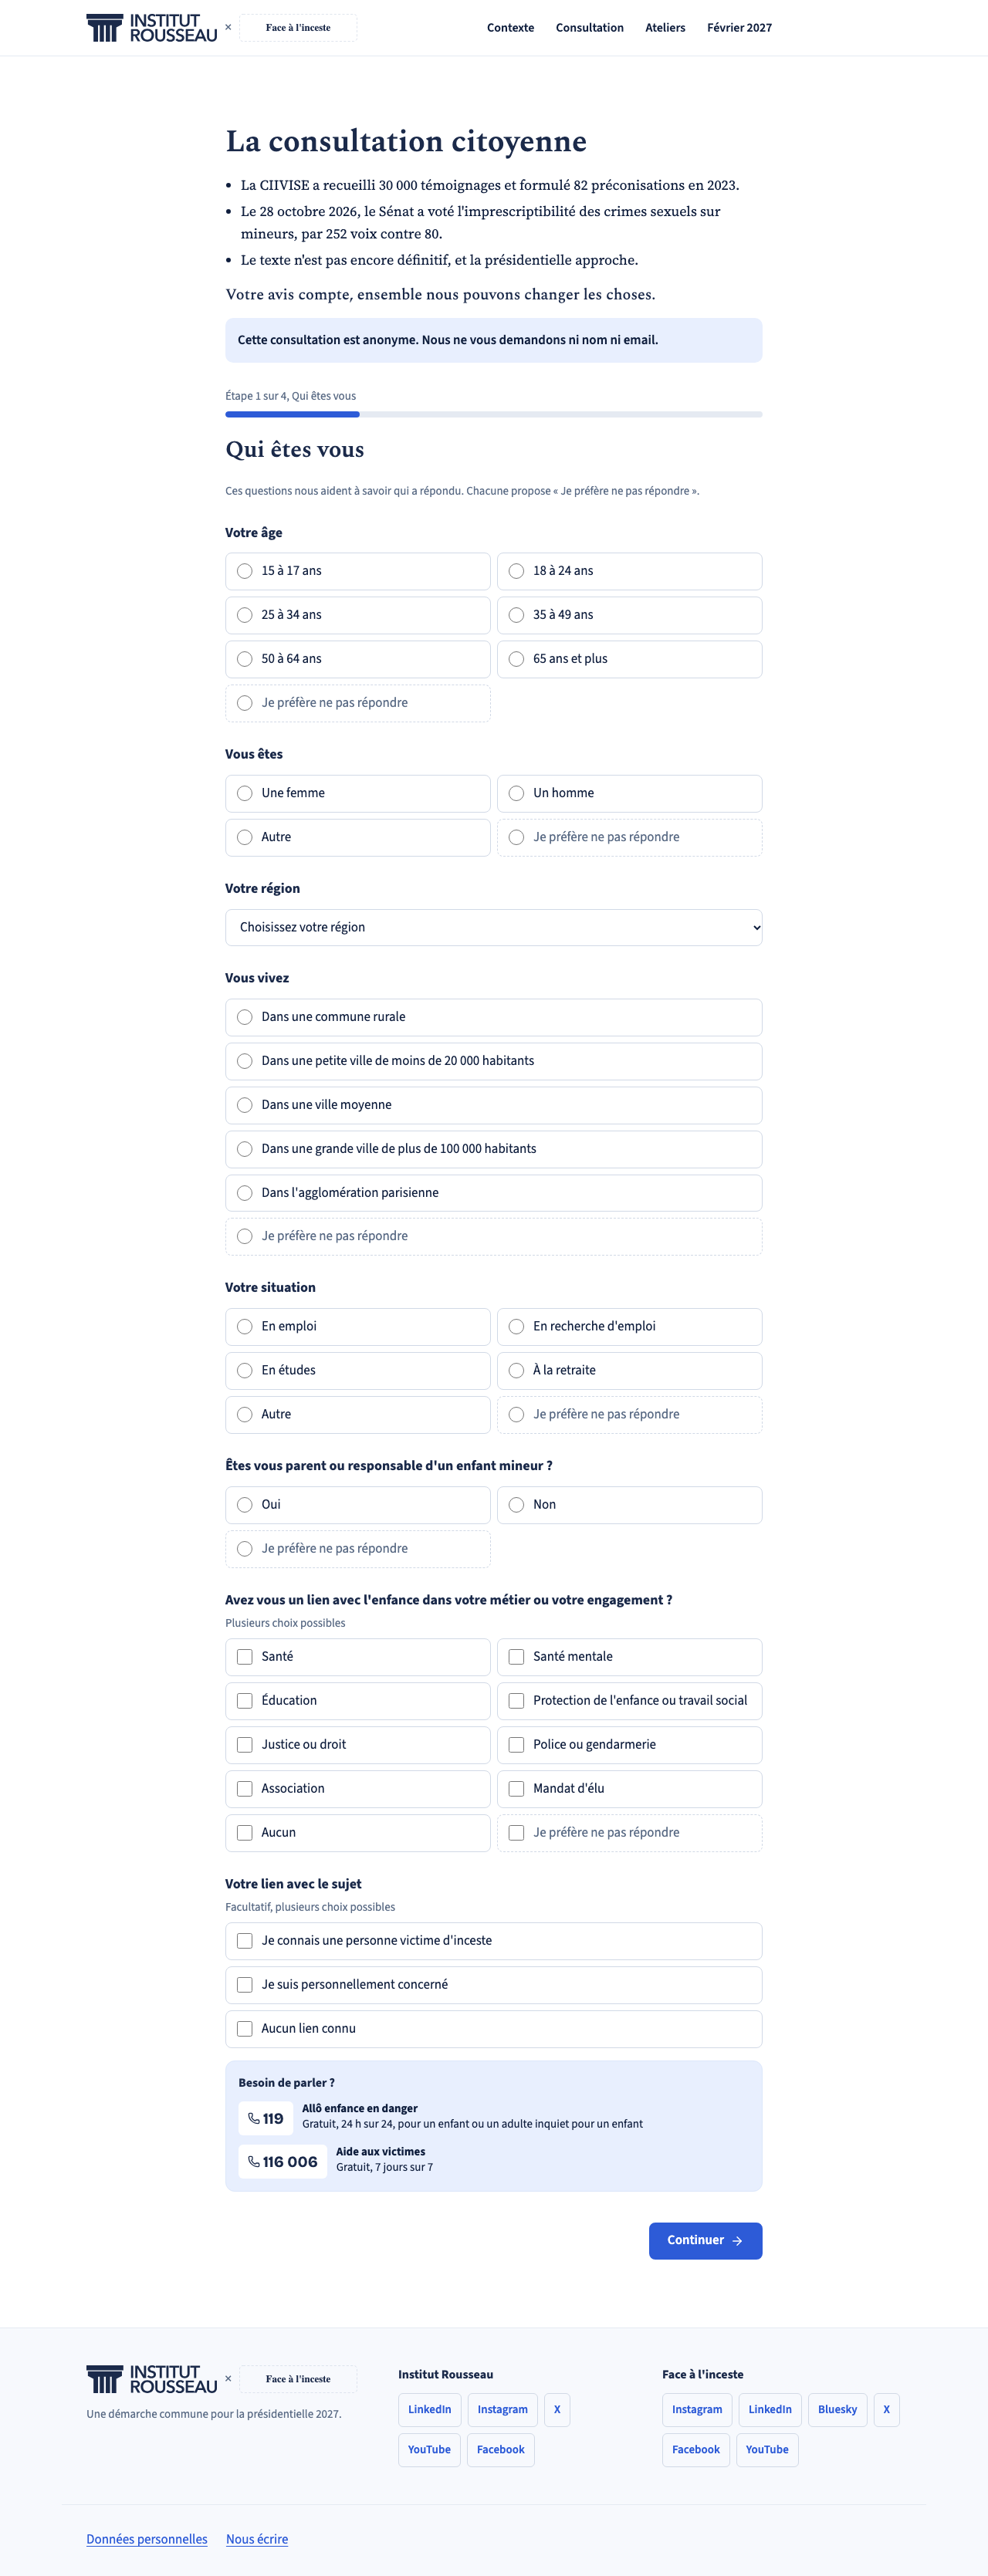 INSTITUT
ROUSSEAU
×
Face à l'inceste
Contexte
Consultation
Ateliers
Février 2027
La consultation citoyenne
• La CIIVISE a recueilli 30 000 témoignages et formulé 82 préconisations en 2023.
• Le 28 octobre 2026, le Sénat a voté l'imprescriptibilité des crimes sexuels sur
mineurs, par 252 voix contre 80.
• Le texte n'est pas encore définitif, et la présidentielle approche.
Votre avis compte, ensemble nous pouvons changer les choses.
Cette consultation est anonyme. Nous ne vous demandons ni nom ni email.
Étape 1 sur 4, Qui êtes vous
Qui êtes vous
Ces questions nous aident à savoir qui a répondu. Chacune propose « Je préfère ne pas répondre ».
Votre âge
15 à 17 ans
18 à 24 ans
25 à 34 ans
35 à 49 ans
50 à 64 ans
65 ans et plus
Je préfère ne pas répondre
Vous êtes
Une femme
Un homme
Autre
Je préfère ne pas répondre
Votre région
Choisissez votre région
Vous vivez
Dans une commune rurale
Dans une petite ville de moins de 20 000 habitants
Dans une ville moyenne
Dans une grande ville de plus de 100 000 habitants
Dans l'agglomération parisienne
Je préfère ne pas répondre
Votre situation
En emploi
En recherche d'emploi
En études
À la retraite
Autre
Je préfère ne pas répondre
Êtes vous parent ou responsable d'un enfant mineur ?
Oui
Non
Je préfère ne pas répondre
Avez vous un lien avec l'enfance dans votre métier ou votre engagement ?
Plusieurs choix possibles
Santé
Santé mentale
Éducation
Protection de l'enfance ou travail social
Justice ou droit
Police ou gendarmerie
Association
Mandat d'élu
Aucun
Je préfère ne pas répondre
Votre lien avec le sujet
Facultatif, plusieurs choix possibles
Je connais une personne victime d'inceste
Je suis personnellement concerné
Aucun lien connu
Besoin de parler ?
119
Allô enfance en danger
Gratuit, 24 h sur 24, pour un enfant ou un adulte inquiet pour un enfant
116 006
Aide aux victimes
Gratuit, 7 jours sur 7
Continuer →
INSTITUT
ROUSSEAU
×
Face à l'inceste
Une démarche commune pour la présidentielle 2027.
Institut Rousseau
LinkedIn
Instagram
X
YouTube
Facebook
Face à l'inceste
Instagram
LinkedIn
Bluesky
X
Facebook
YouTube
Données personnelles
Nous écrire